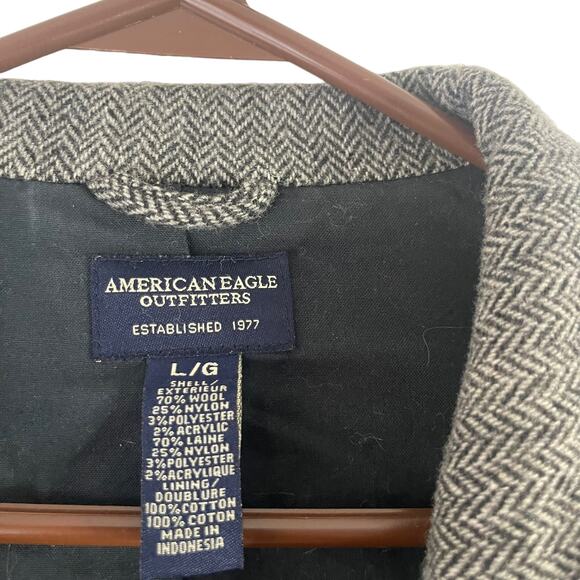 AMERICAN EAGLE
OUTFITTERS
ESTABLISHED 1977
L/G
SHELL/
EXTERIEUR
70% WOOL
25% NYLON
3% POLYESTER
2% ACRYLIC
70% LAINE
25% NYLON
3% POLYESTER
2% ACRYLIQUE
LINING/
DOUBLURE
100% COTTON
100% COTON
MADE IN
INDONESIA